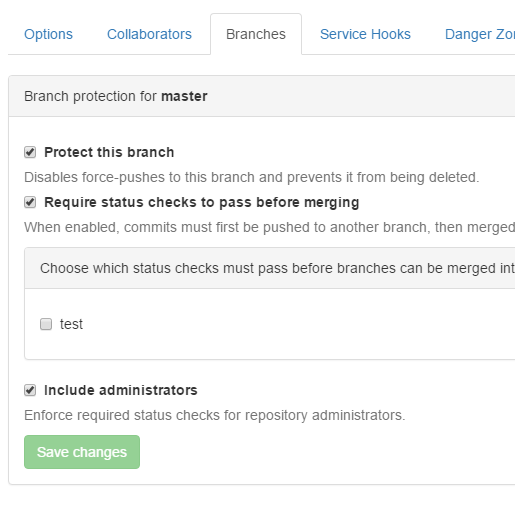 Options Collaborators Branches Service Hooks Danger Zo
Branch protection for master
Protect this branch
Disables force-pushes to this branch and prevents it from being deleted.
Require status checks to pass before merging
When enabled, commits must first be pushed to another branch, then merged
Choose which status checks must pass before branches can be merged int
test
Include administrators
Enforce required status checks for repository administrators.
Save changes